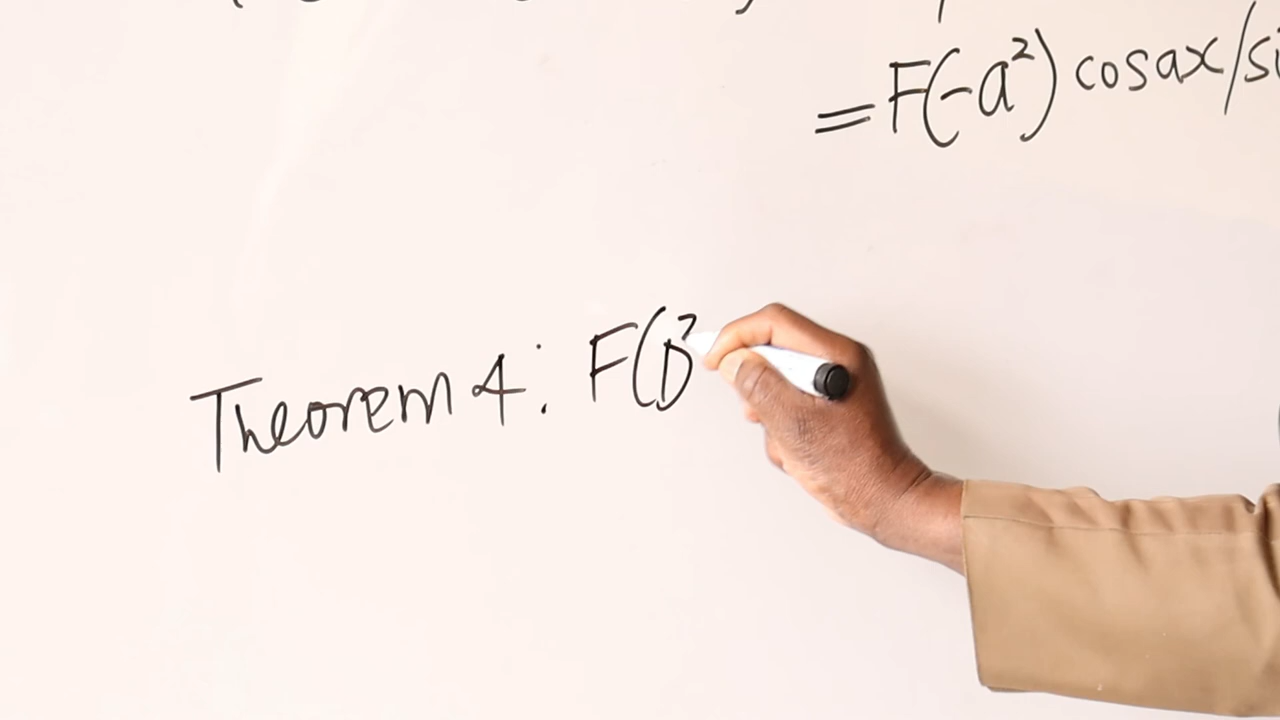 = F(-a²) cosax/si
Theorem 4: F(D²